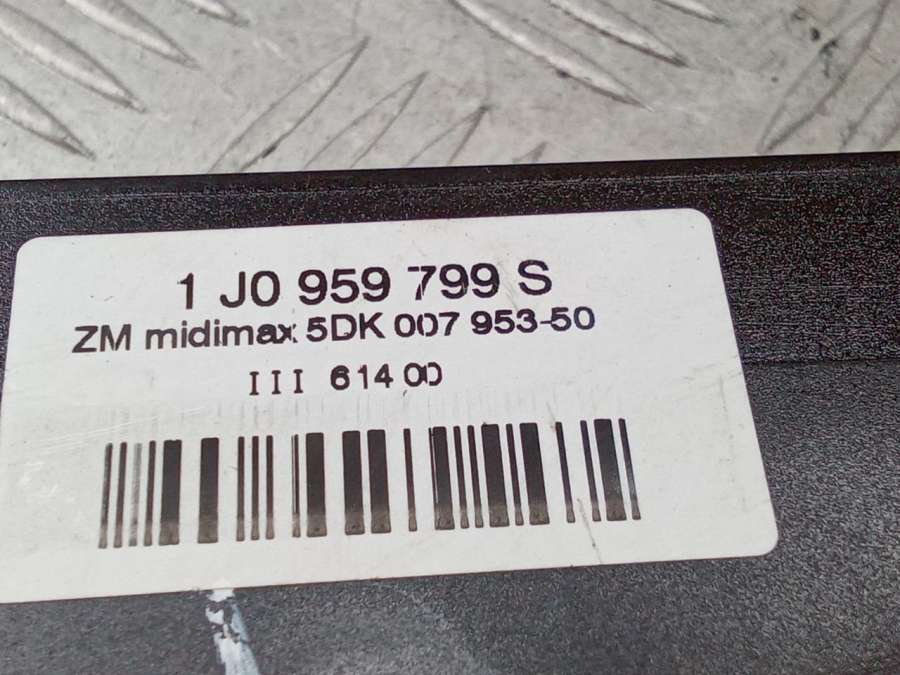 1 J0 959 799 S
ZM midimax 5DK 007 953-50
III 614 00